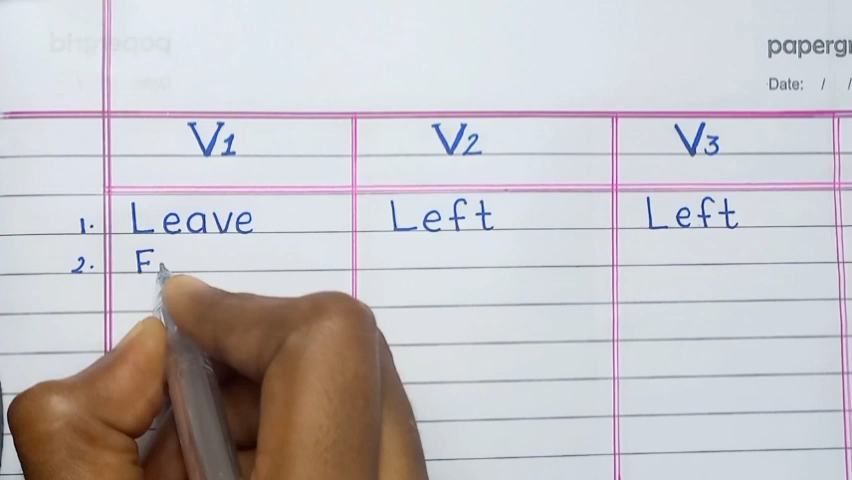 papergr
Date: / /
V1 V2 V3
1. Leave Left Left
2. F